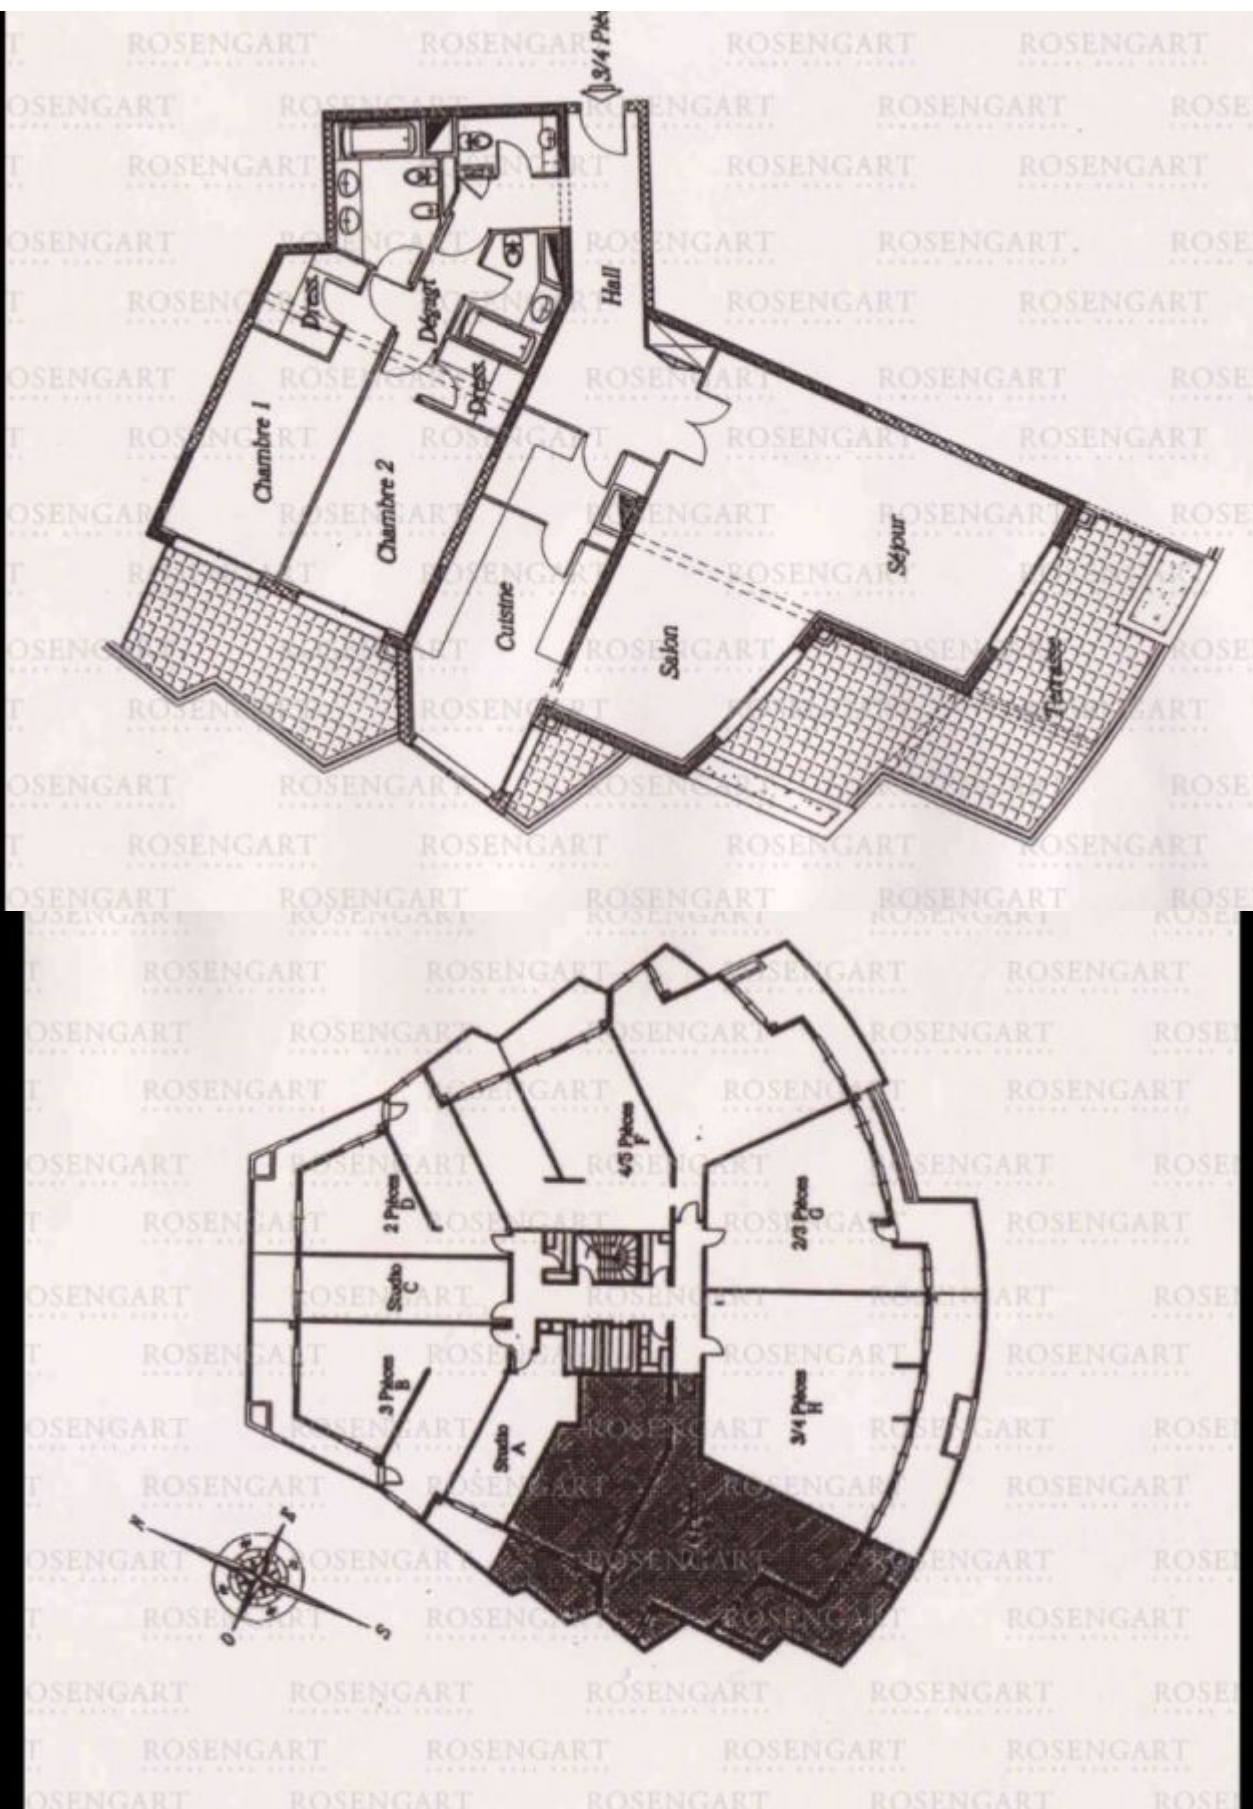 3/4
Dress.
Dégagt
Hall
Dress.
Chambre 1
Chambre 2
Cuisine
Séjour
Salon
Terrasse
4/5 Pièces
F
2 Pièces
D
2/3 Pièces
G
Studio
C
3 Pièces
B
3/4 Pièces
H
Studio
A
N
E
O
S
ROSENGART